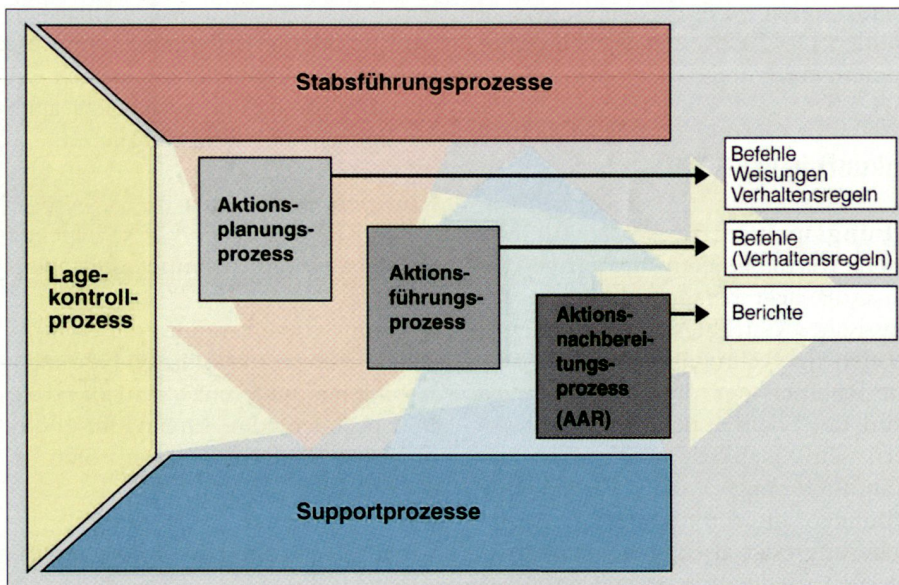 Stabsführungsprozesse
Lage-
kontroll-
prozess
Aktions-
planungs-
prozess
Aktions-
führungs-
prozess
Aktions-
nachberei-
tungs-
prozess
(AAR)
Befehle
Weisungen
Verhaltensregeln
Befehle
(Verhaltensregeln)
Berichte
Supportprozesse